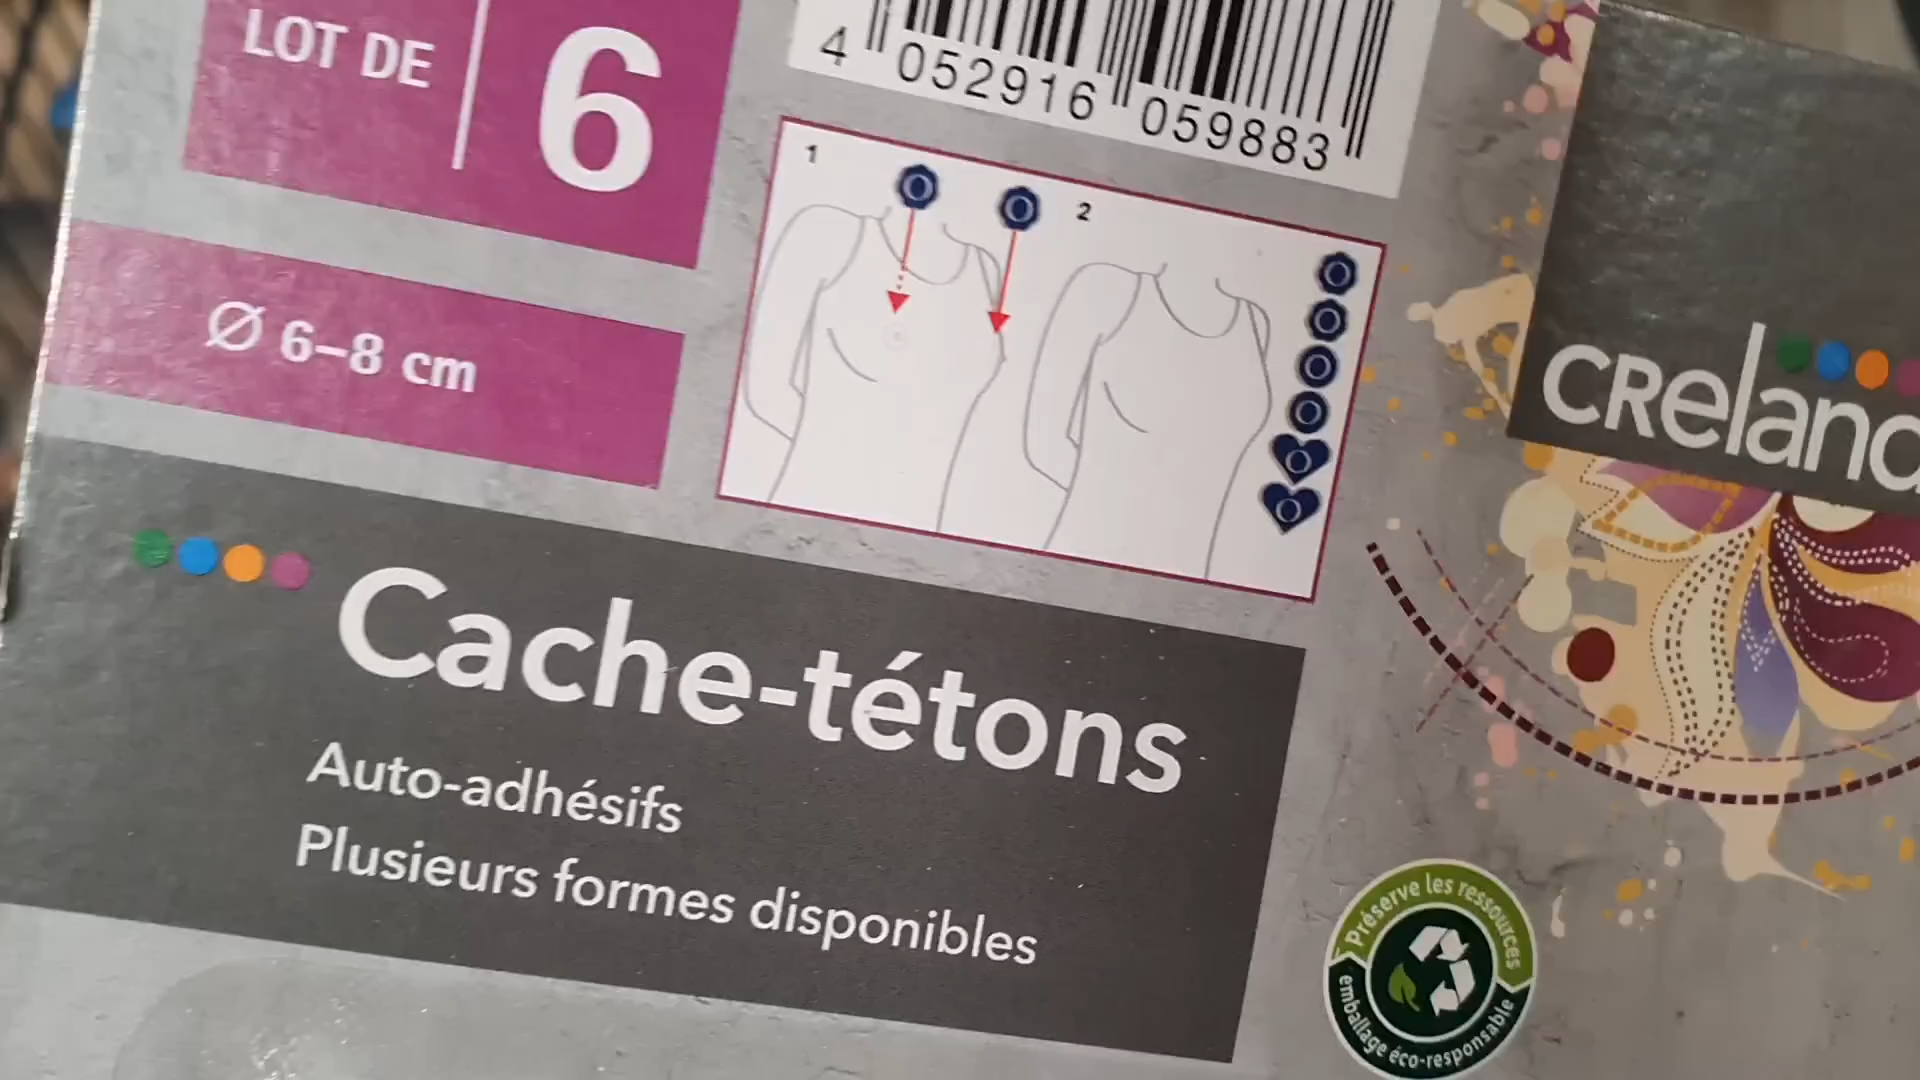 LOT DE 6
4 052916 059883
1
2
Ø 6–8 cm
CReland
Cache-tétons
Auto-adhésifs
Plusieurs formes disponibles
Préserve les ressources
emballage éco-responsable